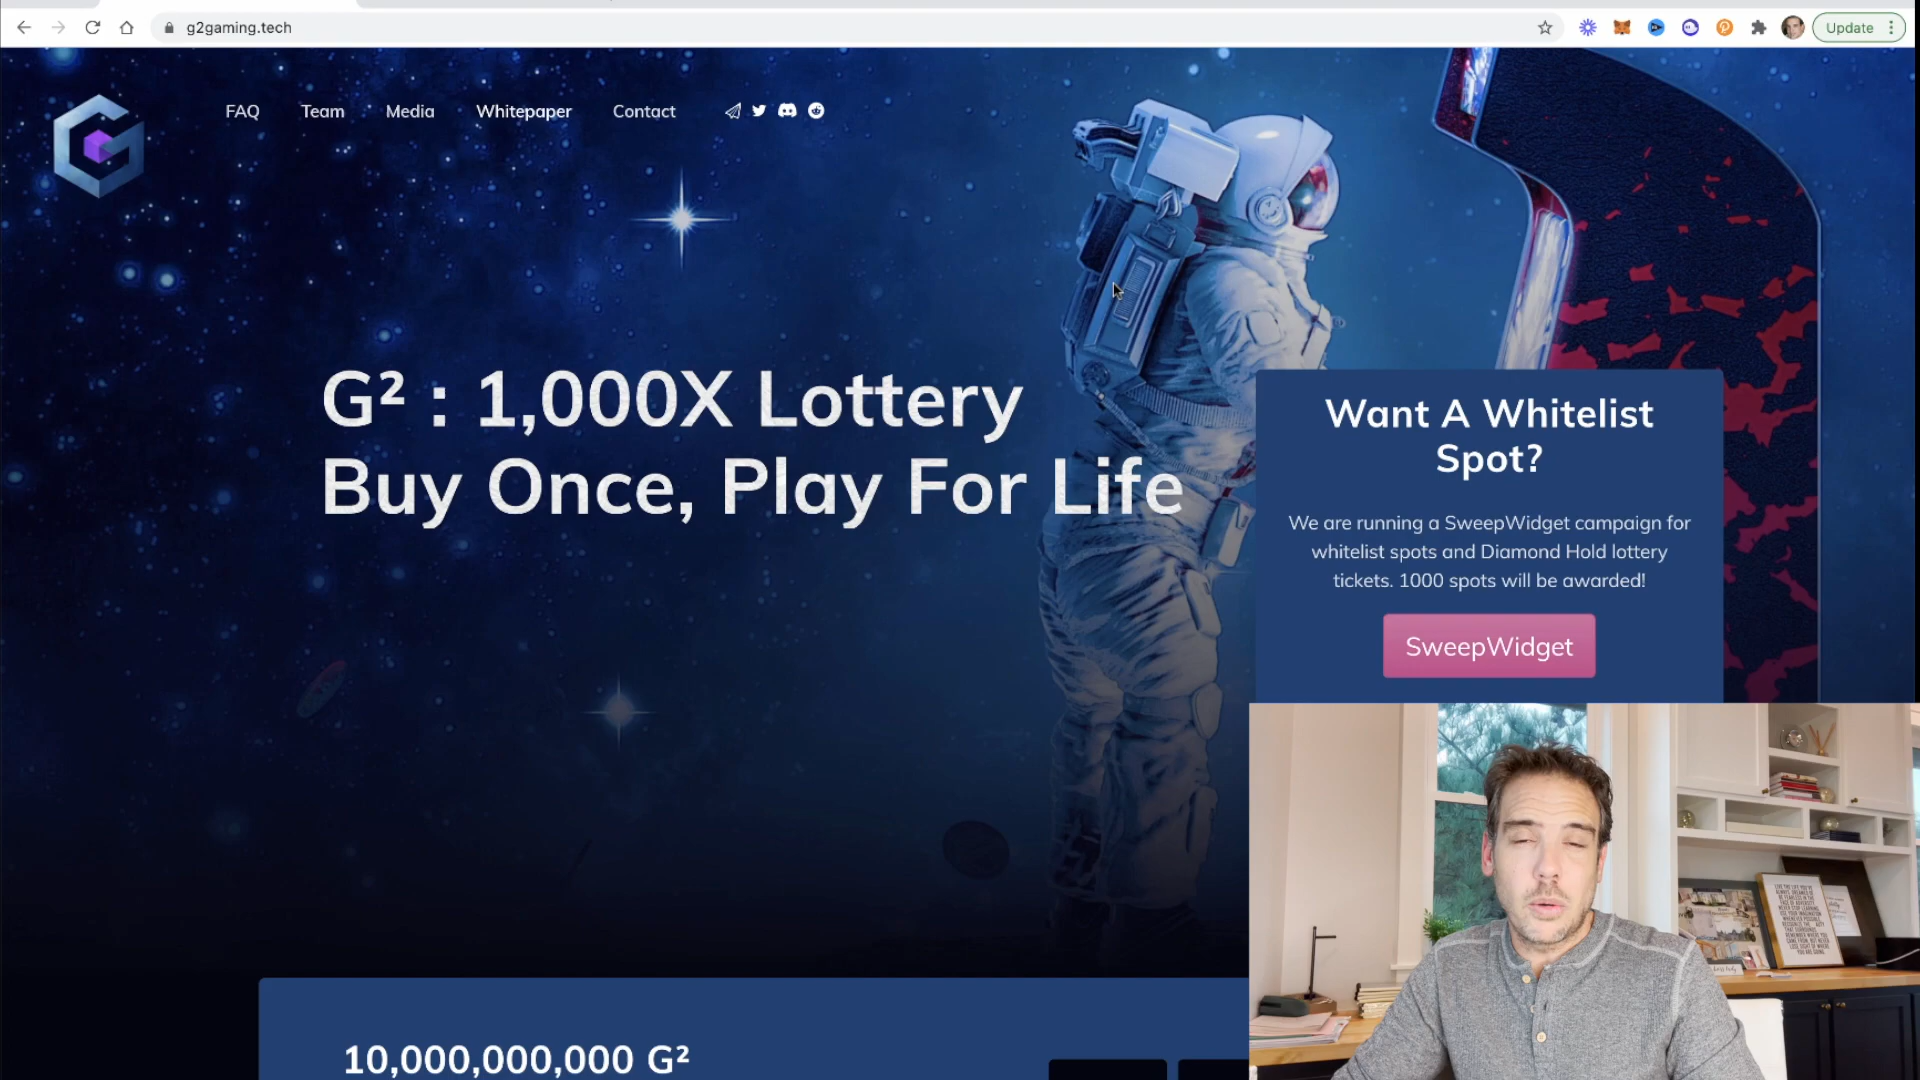 g2gaming.tech
Update
FAQ Team Media Whitepaper Contact
G² : 1,000X Lottery
Buy Once, Play For Life
Want A Whitelist
Spot?
We are running a SweepWidget campaign for
whitelist spots and Diamond Hold lottery
tickets. 1000 spots will be awarded!
SweepWidget
10,000,000,000 G²